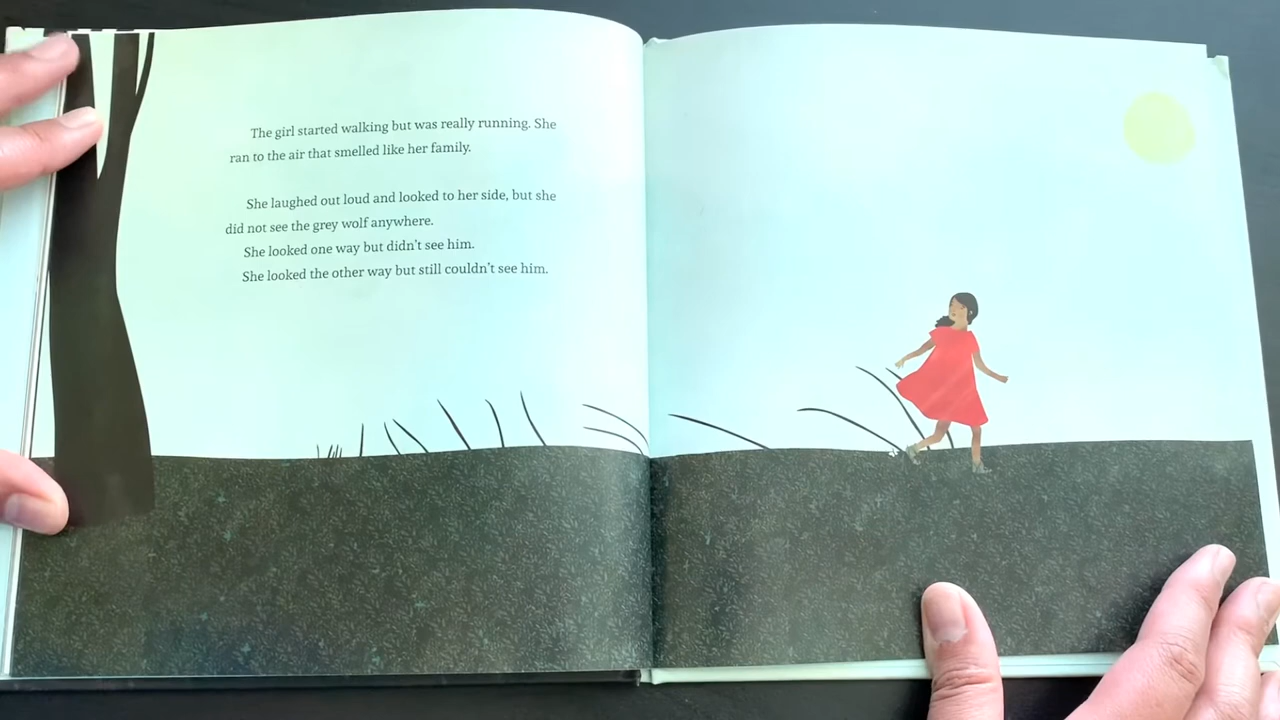 The girl started walking but was really running. She
ran to the air that smelled like her family.
She laughed out loud and looked to her side, but she
did not see the grey wolf anywhere.
She looked one way but didn't see him.
She looked the other way but still couldn't see him.